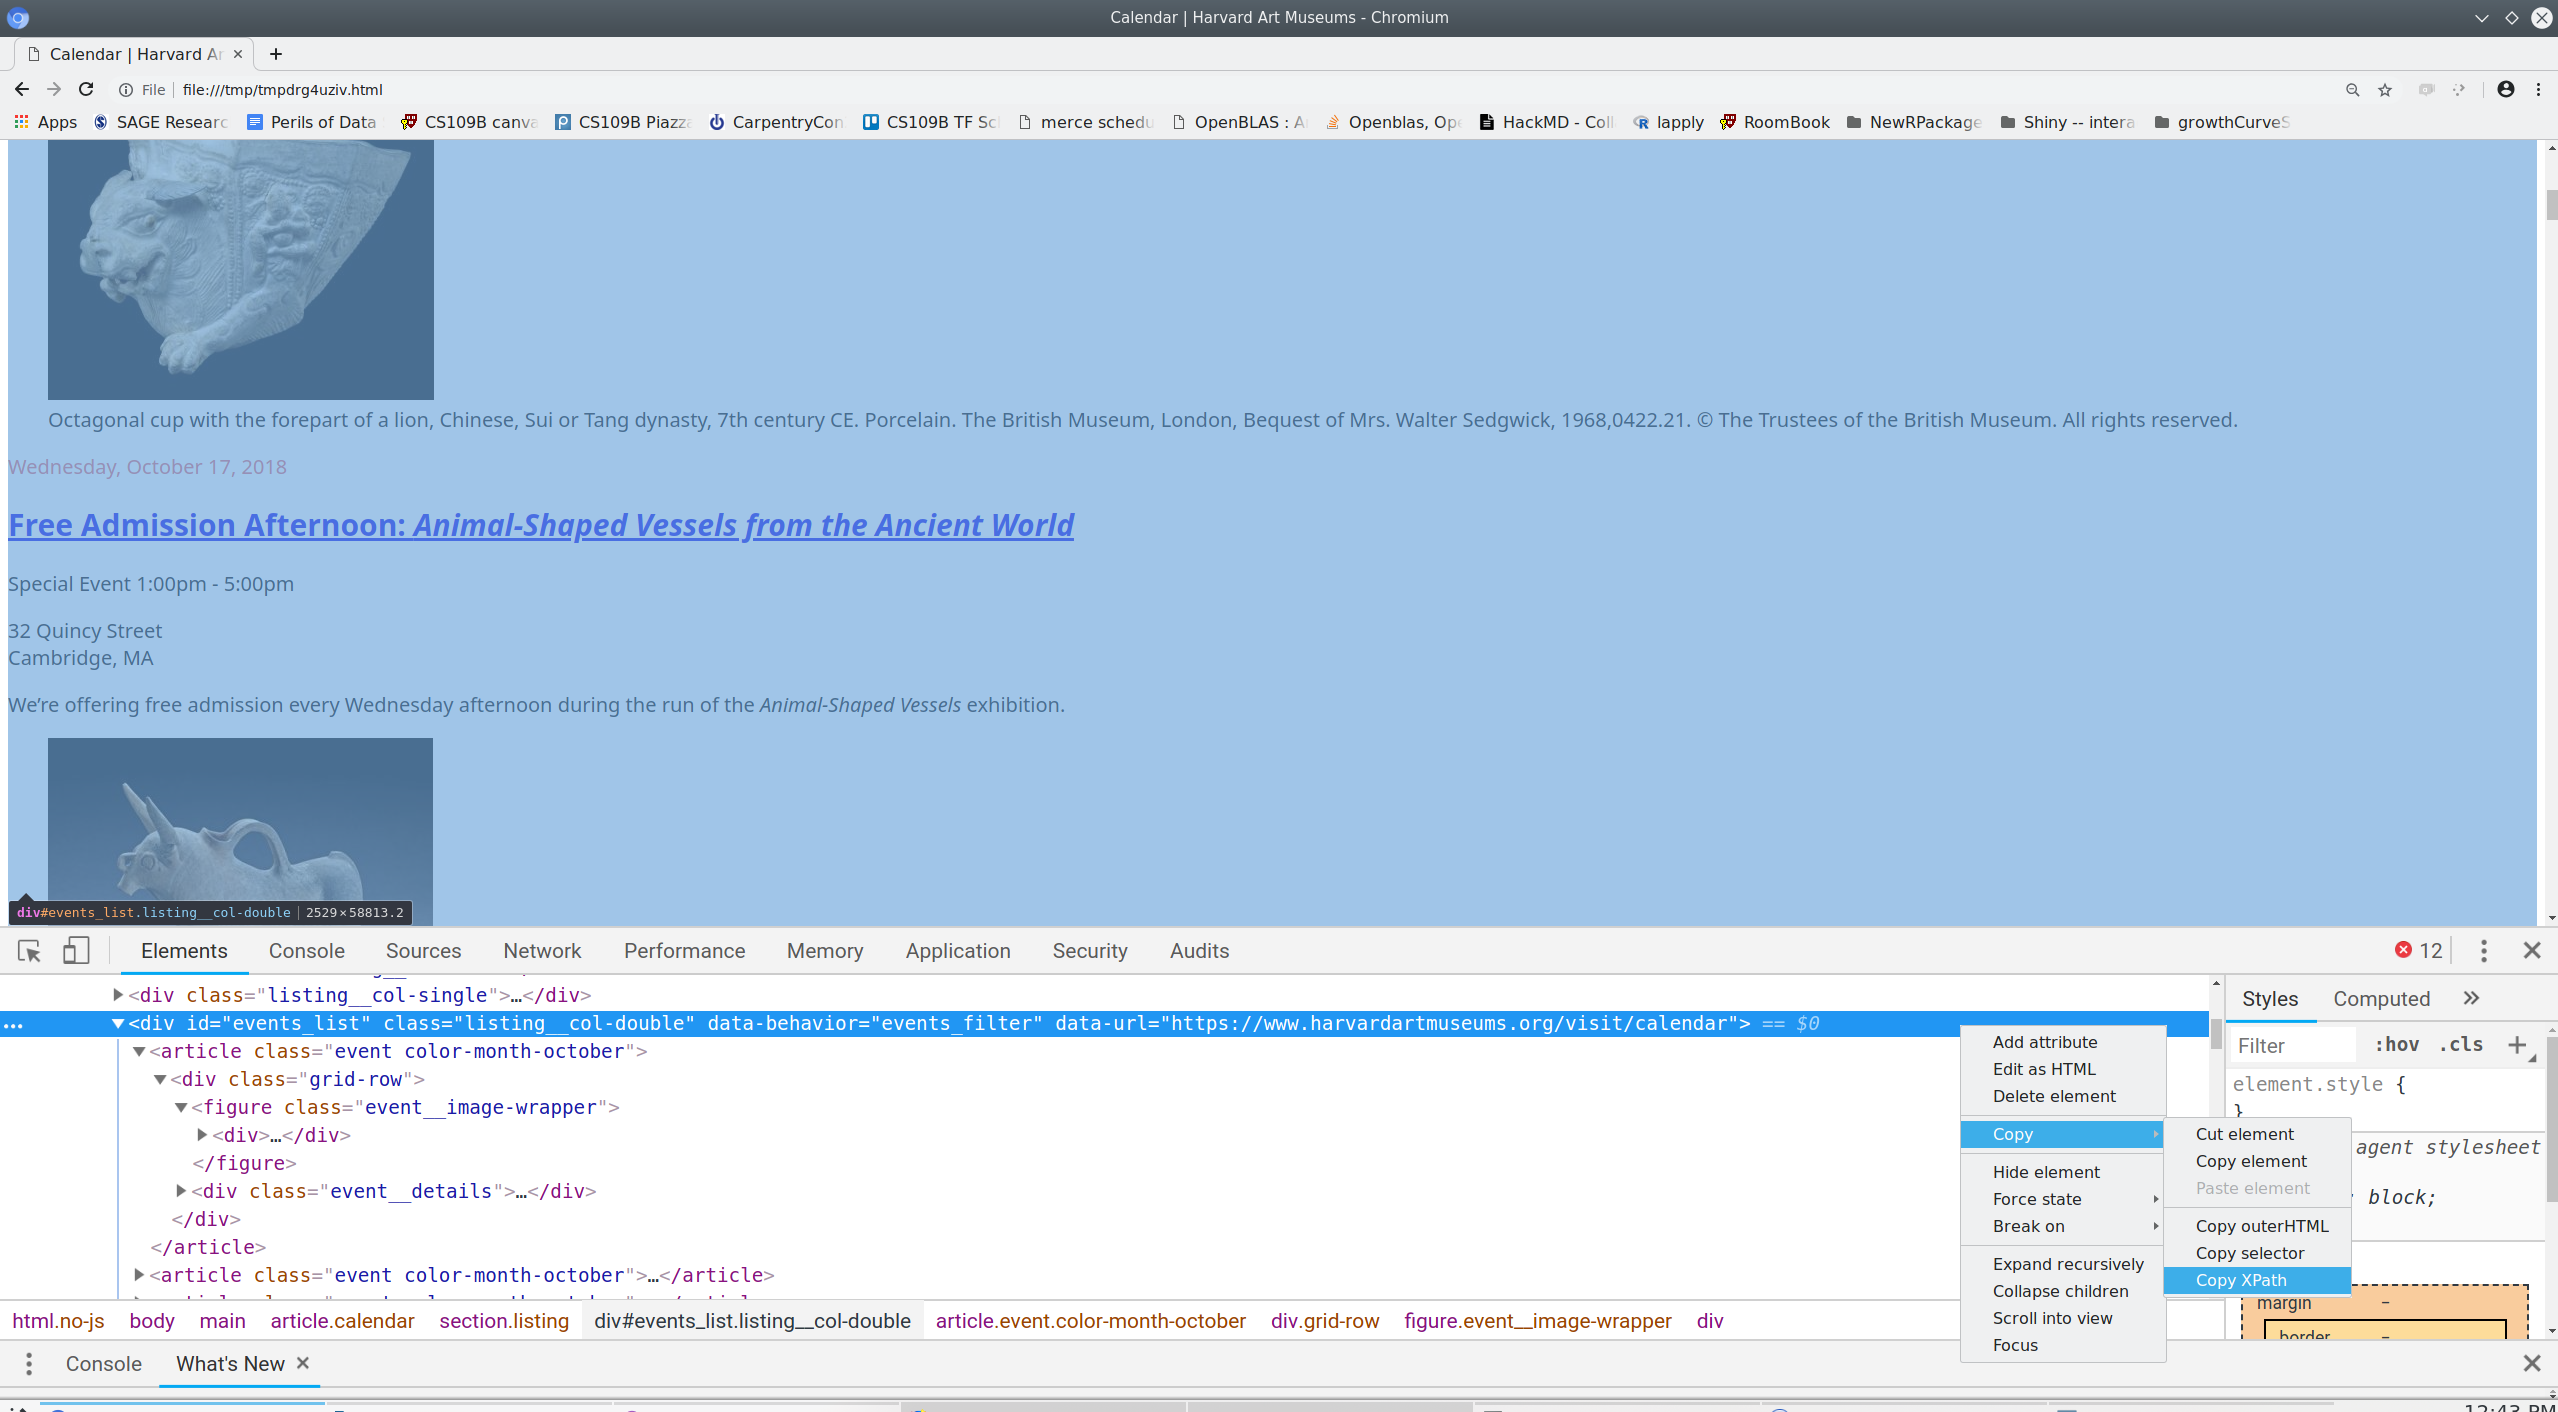 Calendar | Harvard Art Museums - Chromium
Calendar | Harvard Ar
File file:///tmp/tmpdrg4uziv.html
Apps SAGE Researc Perils of Data CS109B canva CS109B Piazza CarpentryCon CS109B TF Sc merce schedu OpenBLAS : A Openblas, Ope HackMD - Coll lapply RoomBook NewRPackage Shiny -- intera growthCurveS
Octagonal cup with the forepart of a lion, Chinese, Sui or Tang dynasty, 7th century CE. Porcelain. The British Museum, London, Bequest of Mrs. Walter Sedgwick, 1968,0422.21. © The Trustees of the British Museum. All rights reserved.
Wednesday, October 17, 2018
Free Admission Afternoon: Animal-Shaped Vessels from the Ancient World
Special Event 1:00pm - 5:00pm
32 Quincy Street
Cambridge, MA
We’re offering free admission every Wednesday afternoon during the run of the Animal-Shaped Vessels exhibition.
div#events_list.listing__col-double | 2529×58813.2
Elements Console Sources Network Performance Memory Application Security Audits 12
<div class="listing__col-single">…</div>
<div id="events_list" class="listing__col-double" data-behavior="events_filter" data-url="https://www.harvardartmuseums.org/visit/calendar"> == $0
<article class="event color-month-october">
<div class="grid-row">
<figure class="event__image-wrapper">
<div>…</div>
</figure>
<div class="event__details">…</div>
</div>
</article>
<article class="event color-month-october">…</article>
Add attribute
Edit as HTML
Delete element
Copy
Hide element
Force state
Break on
Expand recursively
Collapse children
Scroll into view
Focus
Cut element
Copy element
Paste element
Copy outerHTML
Copy selector
Copy XPath
Styles Computed
Filter :hov .cls
element.style {
}
agent stylesheet
block;
margin -
border -
html.no-js body main article.calendar section.listing div#events_list.listing__col-double article.event.color-month-october div.grid-row figure.event__image-wrapper div
Console What's New
12:43 PM